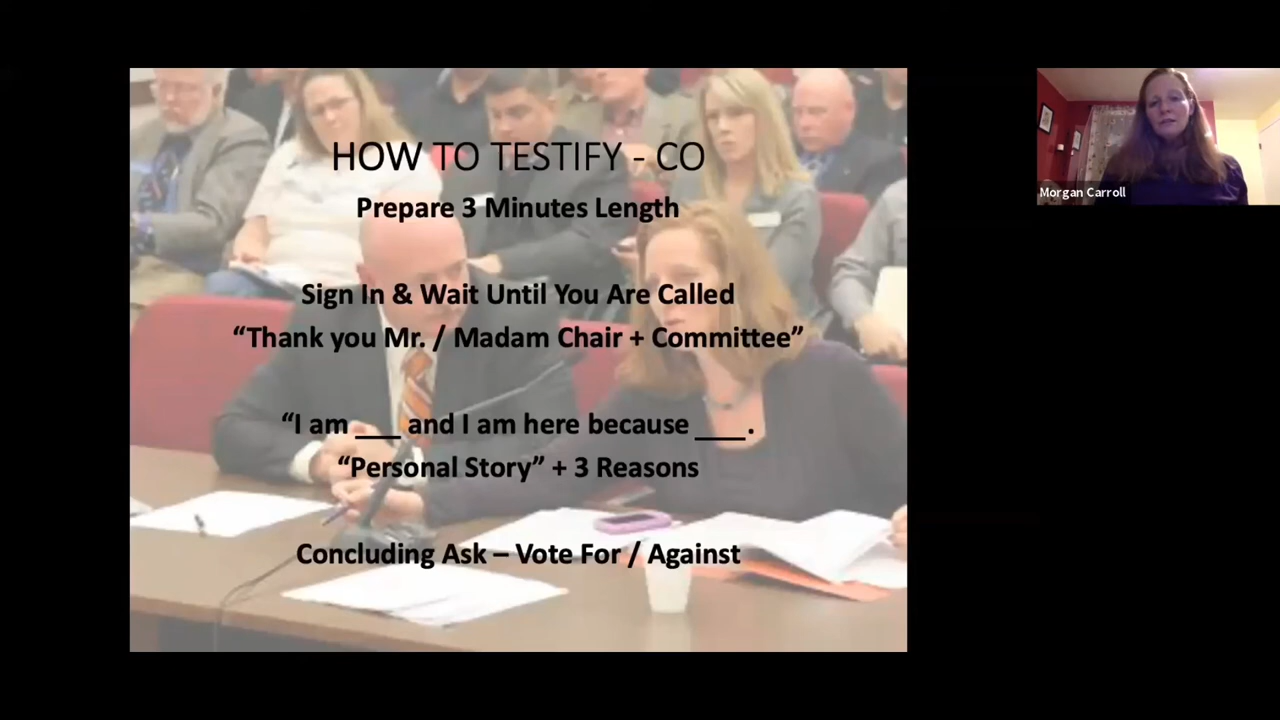 HOW TO TESTIFY - CO
Prepare 3 Minutes Length
Sign In & Wait Until You Are Called
“Thank you Mr. / Madam Chair + Committee”
“I am ___ and I am here because ___.
“Personal Story” + 3 Reasons
Concluding Ask – Vote For / Against
Morgan Carroll